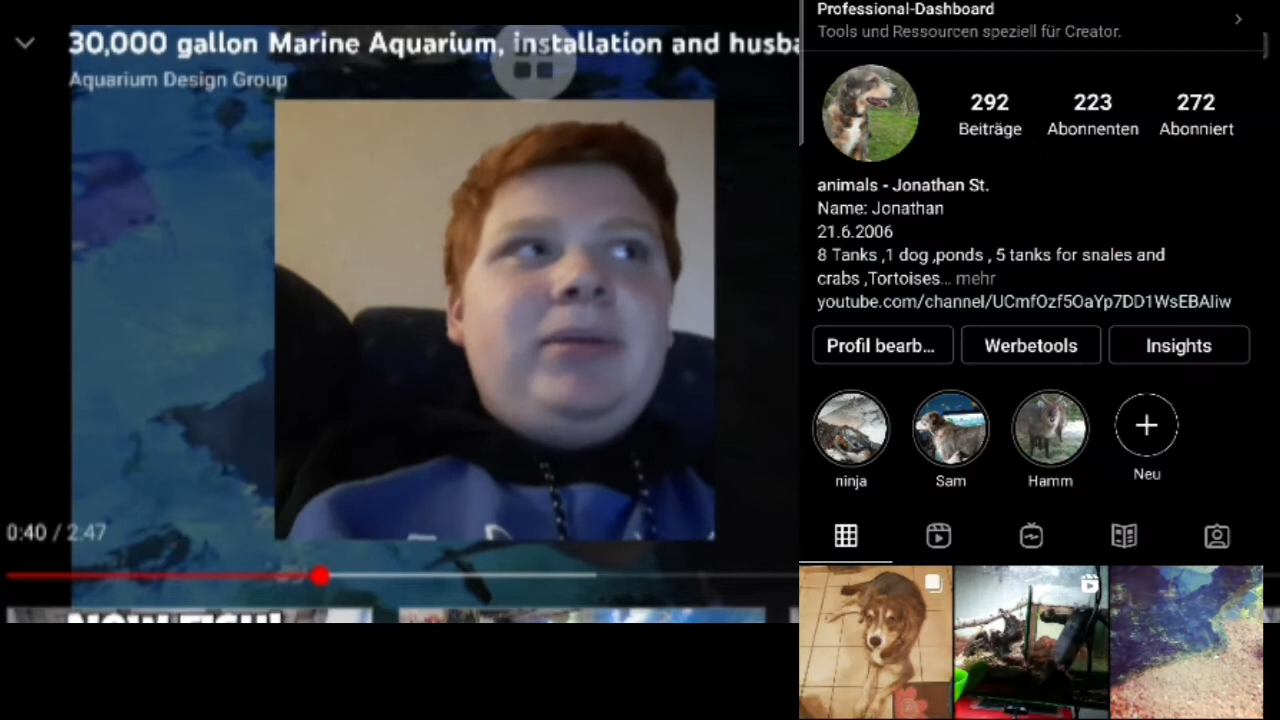 30,000 gallon Marine Aquarium, installation and husba
Aquarium Design Group
0:40 / 2:47
NOW FISH!
Professional-Dashboard
Tools und Ressourcen speziell für Creator.
292 223 272
Beiträge Abonnenten Abonniert
animals - Jonathan St.
Name: Jonathan
21.6.2006
8 Tanks ,1 dog ,ponds , 5 tanks for snales and
crabs ,Tortoises... mehr
youtube.com/channel/UCmfOzf5OaYp7DD1WsEBAliw
Profil bearb... Werbetools Insights
ninja Sam Hamm Neu